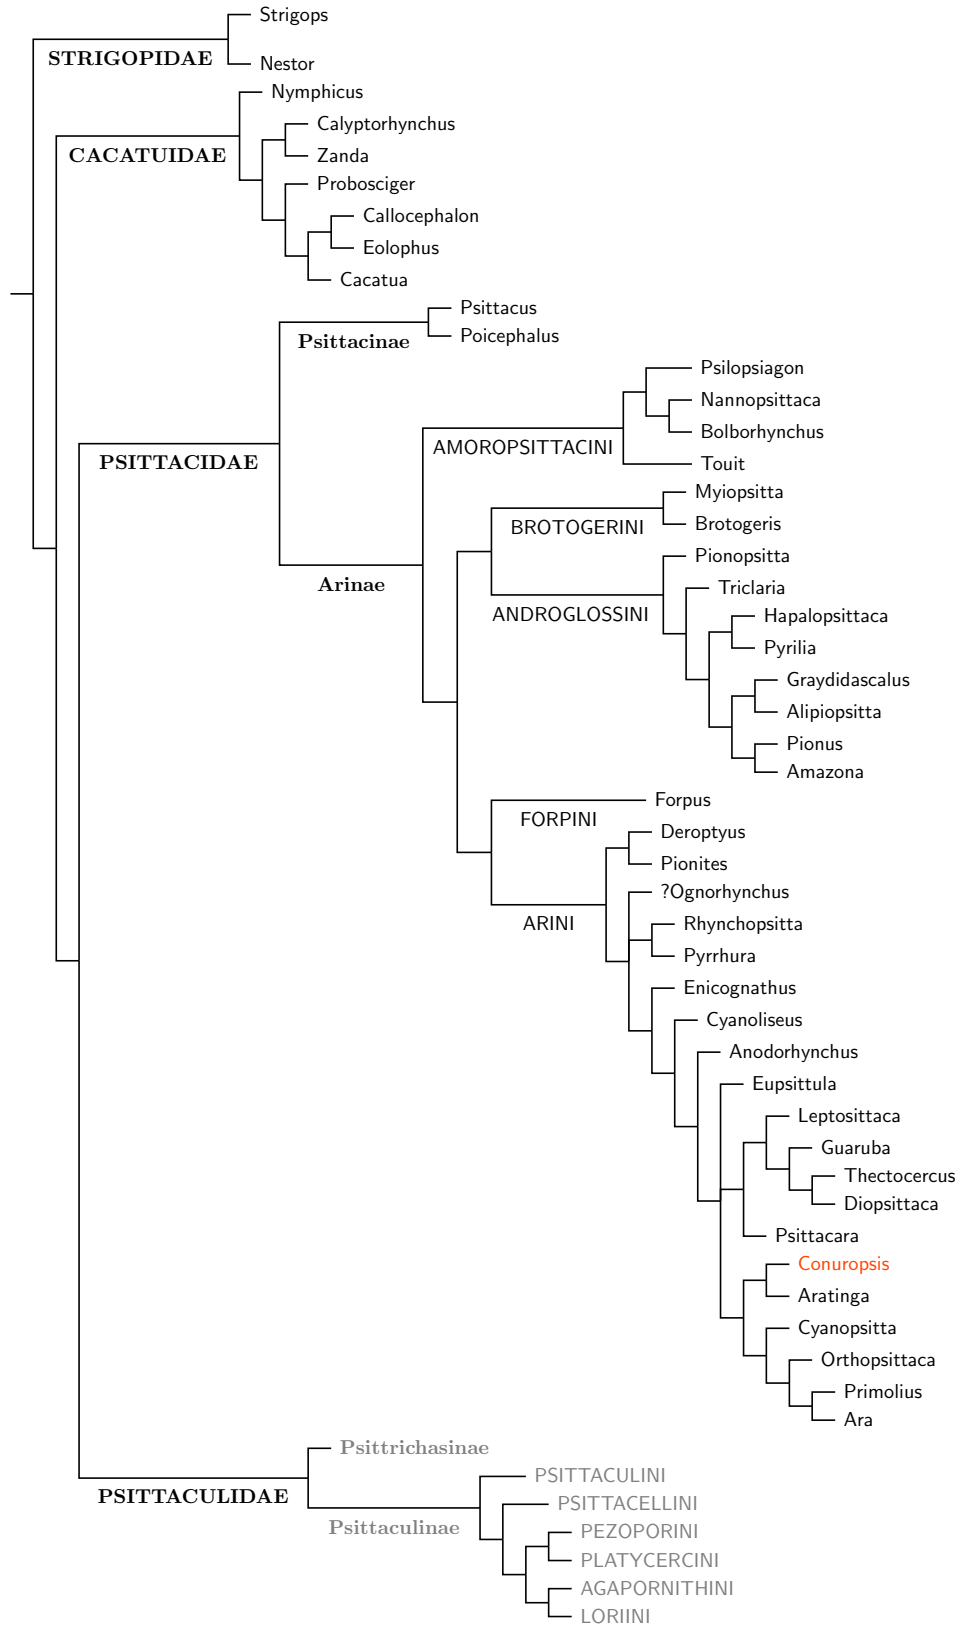 Strigops
STRIGOPIDAE
Nestor
Nymphicus
Calyptorhynchus
CACATUIDAE
Zanda
Probosciger
Callocephalon
Eolophus
Cacatua
Psittacus
Psittacinae
Poicephalus
Psilopsiagon
Nannopsittaca
Bolborhynchus
AMOROPSITTACINI
PSITTACIDAE
Touit
Myiopsitta
BROTOGERINI
Brotogeris
Pionopsitta
Arinae
Triclaria
ANDROGLOSSINI
Hapalopsittaca
Pyrilia
Graydidascalus
Alipiopsitta
Pionus
Amazona
Forpus
FORPINI
Deroptyus
Pionites
?Ognorhynchus
ARINI
Rhynchopsitta
Pyrrhura
Enicognathus
Cyanoliseus
Anodorhynchus
Eupsittula
Leptosittaca
Guaruba
Thectocercus
Diopsittaca
Psittacara
Conuropsis
Aratinga
Cyanopsitta
Orthopsittaca
Primolius
Ara
Psittrichasinae
PSITTACULINI
PSITTACULIDAE
PSITTACELLINI
Psittaculinae
PEZOPORINI
PLATYCERCINI
AGAPORNITHINI
LORIINI